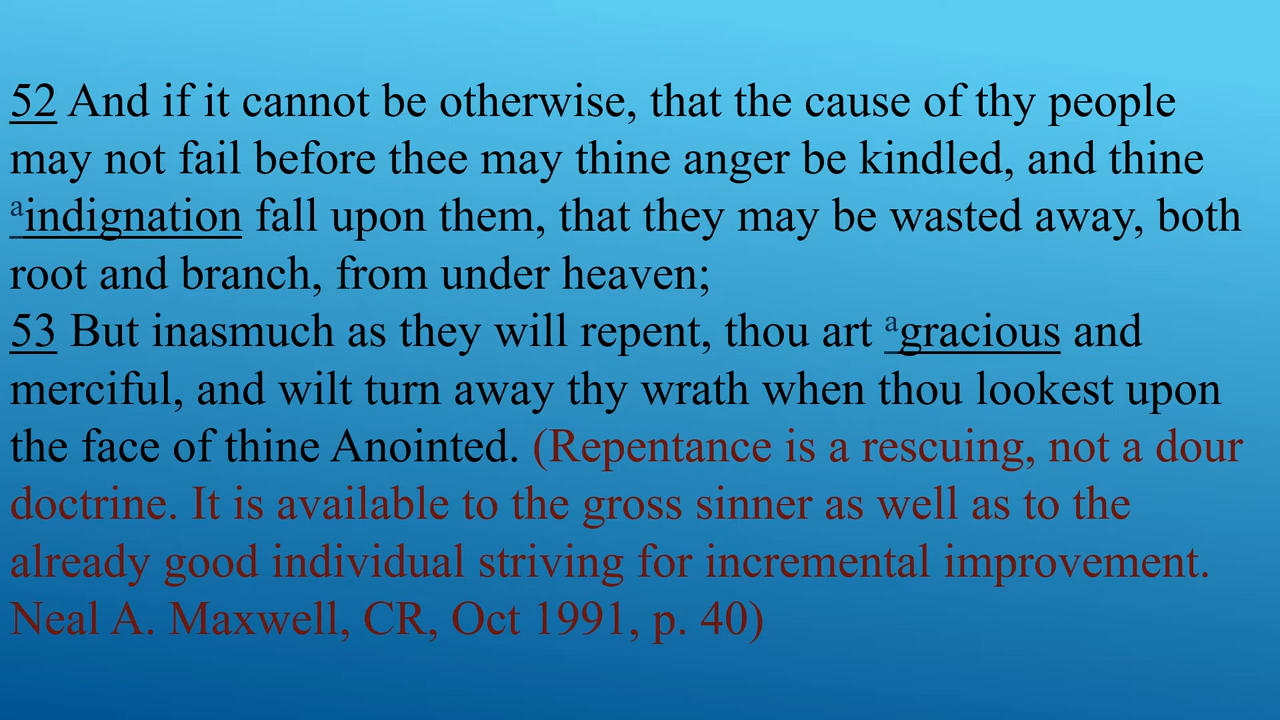 52 And if it cannot be otherwise, that the cause of thy people
may not fail before thee may thine anger be kindled, and thine
aindignation fall upon them, that they may be wasted away, both
root and branch, from under heaven;
53 But inasmuch as they will repent, thou art agracious and
merciful, and wilt turn away thy wrath when thou lookest upon
the face of thine Anointed. (Repentance is a rescuing, not a dour
doctrine. It is available to the gross sinner as well as to the
already good individual striving for incremental improvement.
Neal A. Maxwell, CR, Oct 1991, p. 40)